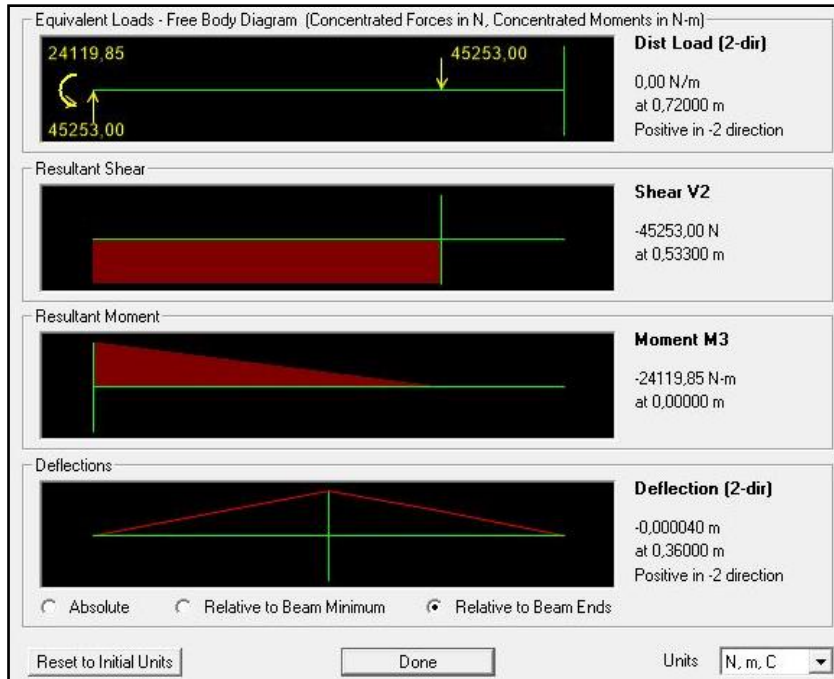 Equivalent Loads - Free Body Diagram (Concentrated Forces in N, Concentrated Moments in N-m)
24119,85
45253,00
45253,00
Dist Load (2-dir)
0,00 N/m
at 0,72000 m
Positive in -2 direction
Resultant Shear
Shear V2
-45253,00 N
at 0,53300 m
Resultant Moment
Moment M3
-24119,85 N-m
at 0,00000 m
Deflections
Deflection (2-dir)
-0,000040 m
at 0,36000 m
Positive in -2 direction
Absolute Relative to Beam Minimum Relative to Beam Ends
Reset to Initial Units Done Units N, m, C